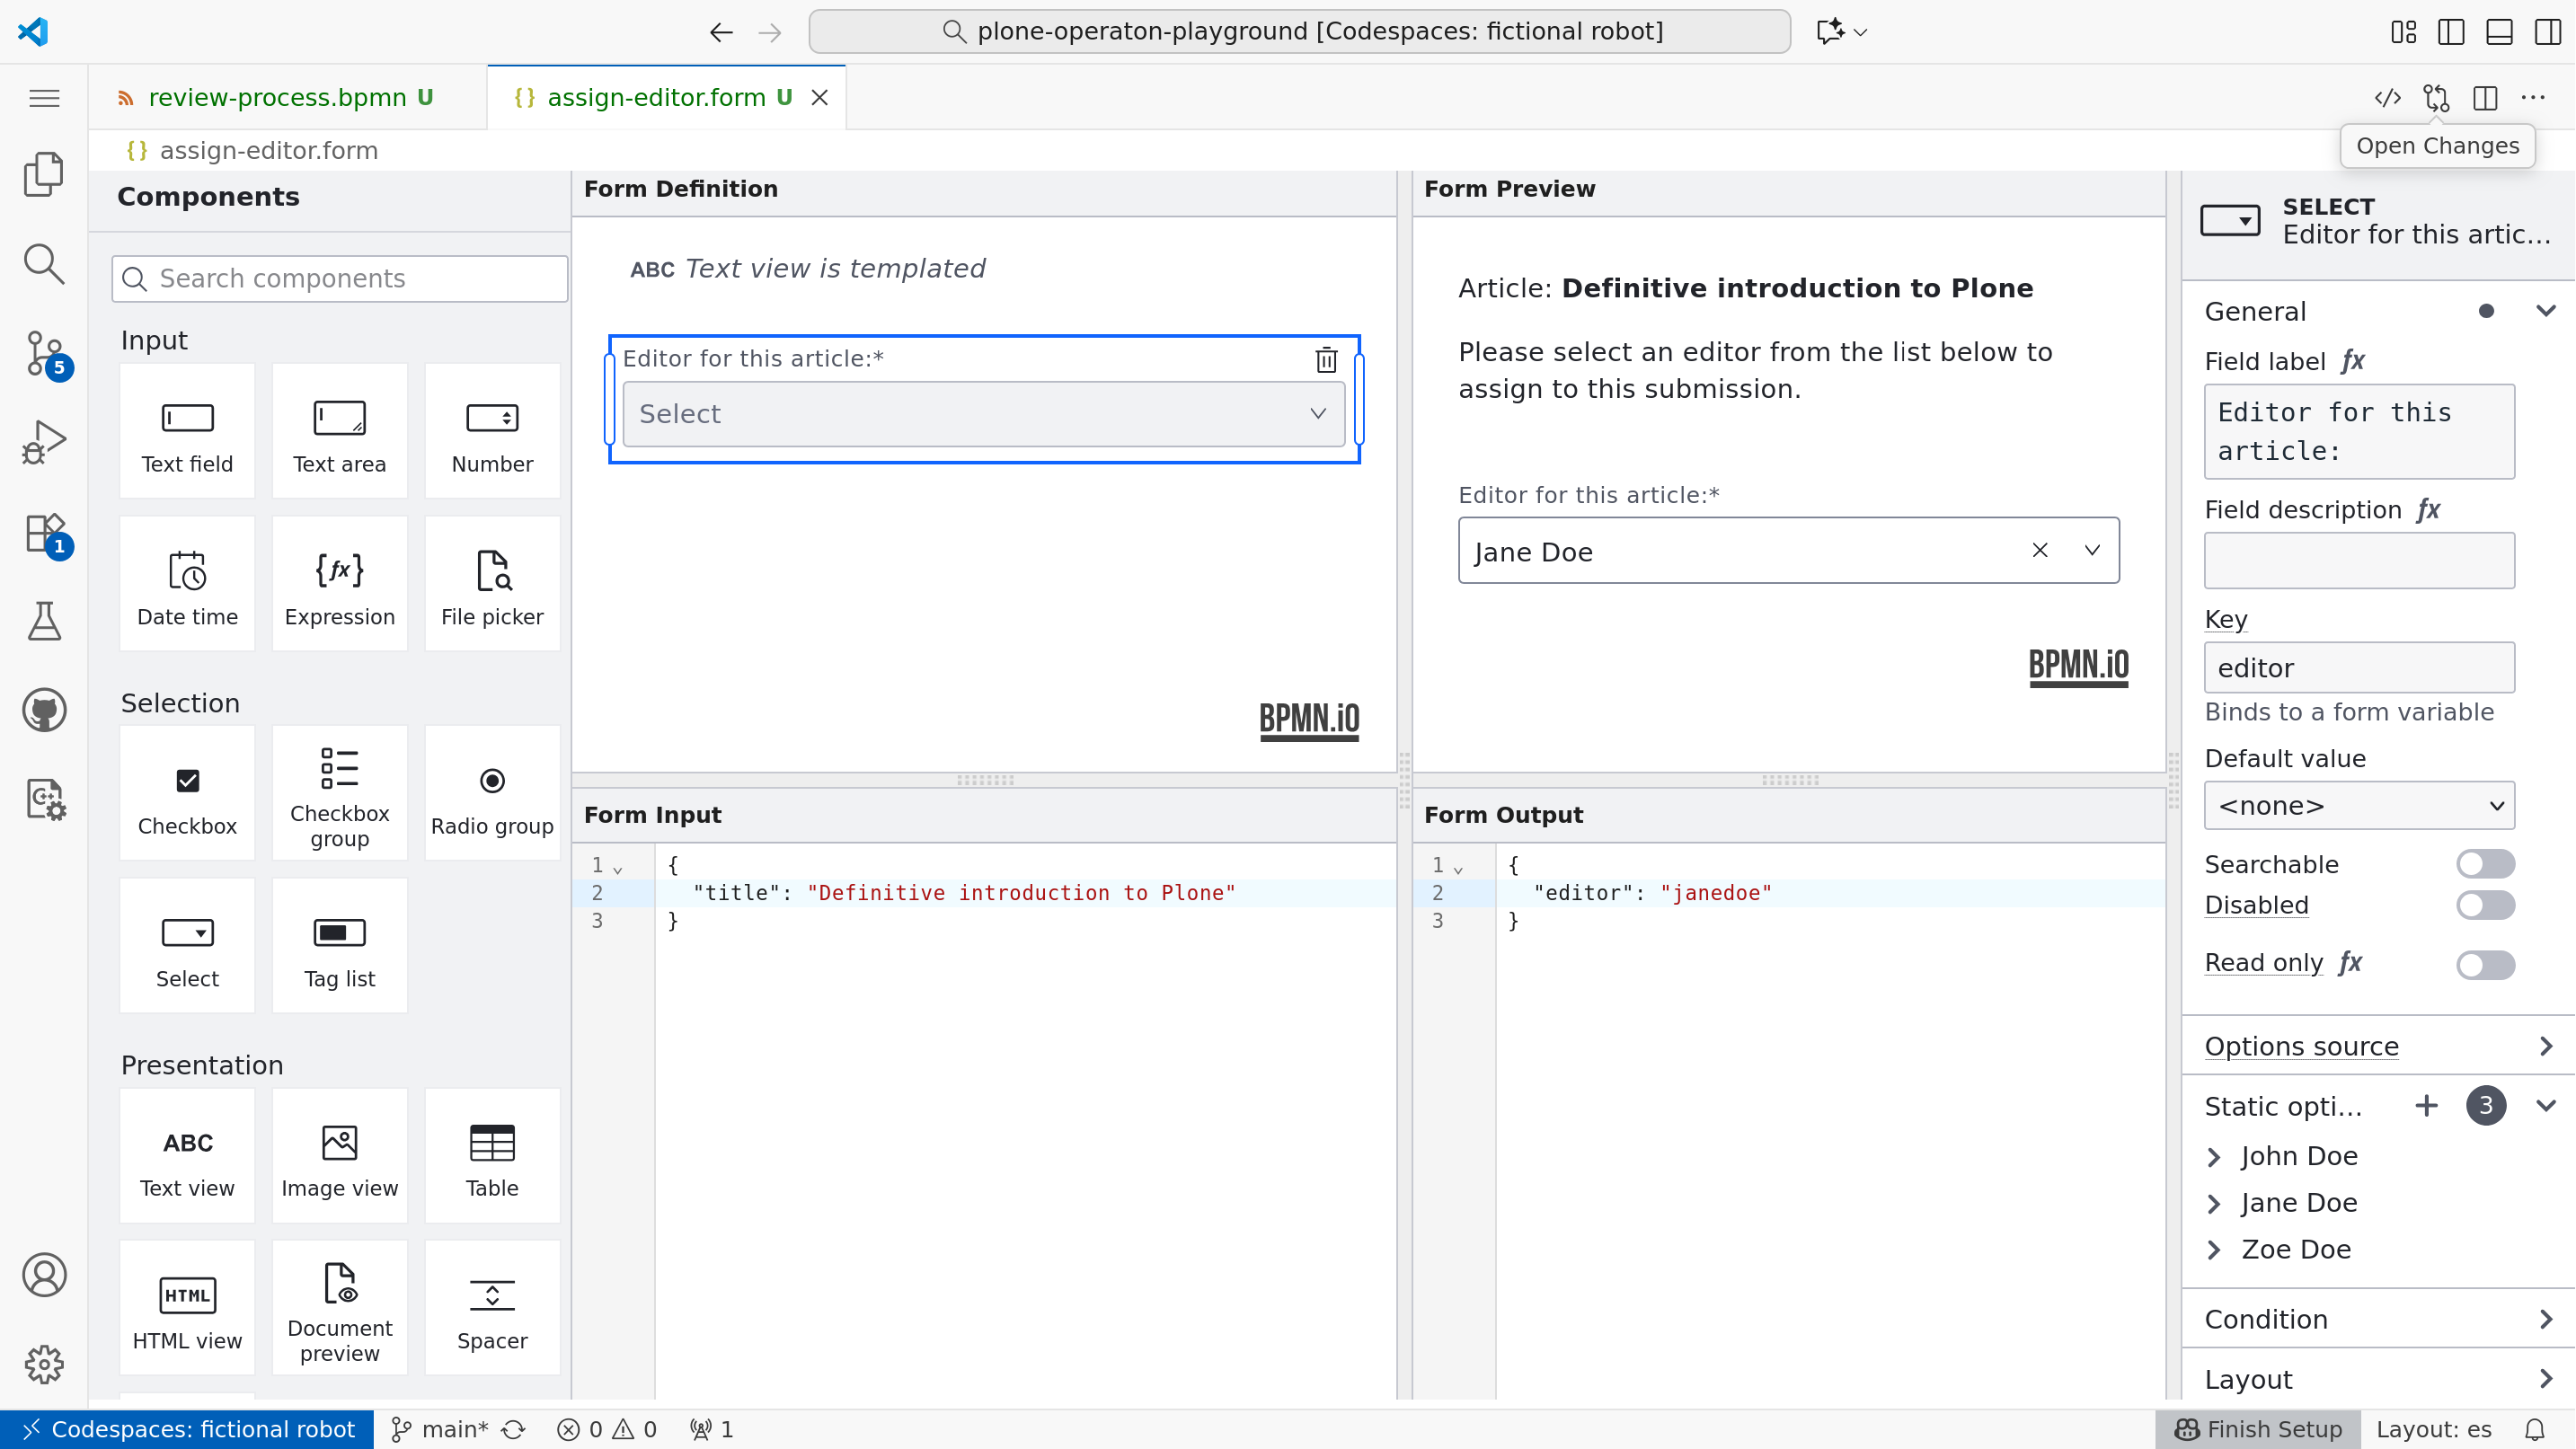 plone-operaton-playground [Codespaces: fictional robot]
review-process.bpmn U
{} assign-editor.form U
Open Changes
{} assign-editor.form
5
1
Components
Search components
Input
Text field
Text area
Number
Date time
{fx}
Expression
File picker
Selection
Checkbox
Checkbox
group
Radio group
Select
Tag list
Presentation
ABC
Text view
Image view
Table
HTML
HTML view
Document
preview
Spacer
Form Definition
ABC Text view is templated
Editor for this article:*
Select
BPMN.iO
Form Preview
Article: Definitive introduction to Plone
Please select an editor from the list below to
assign to this submission.
Editor for this article:*
Jane Doe
BPMN.iO
Form Input
1 {
2 "title": "Definitive introduction to Plone"
3 }
Form Output
1 {
2 "editor": "janedoe"
3 }
SELECT
Editor for this artic...
General
Field label fx
Editor for this
article:
Field description fx
Key
editor
Binds to a form variable
Default value
<none>
Searchable
Disabled
Read only fx
Options source
Static opti... + 3
John Doe
Jane Doe
Zoe Doe
Condition
Layout
Codespaces: fictional robot
main*
0
0
1
Finish Setup
Layout: es